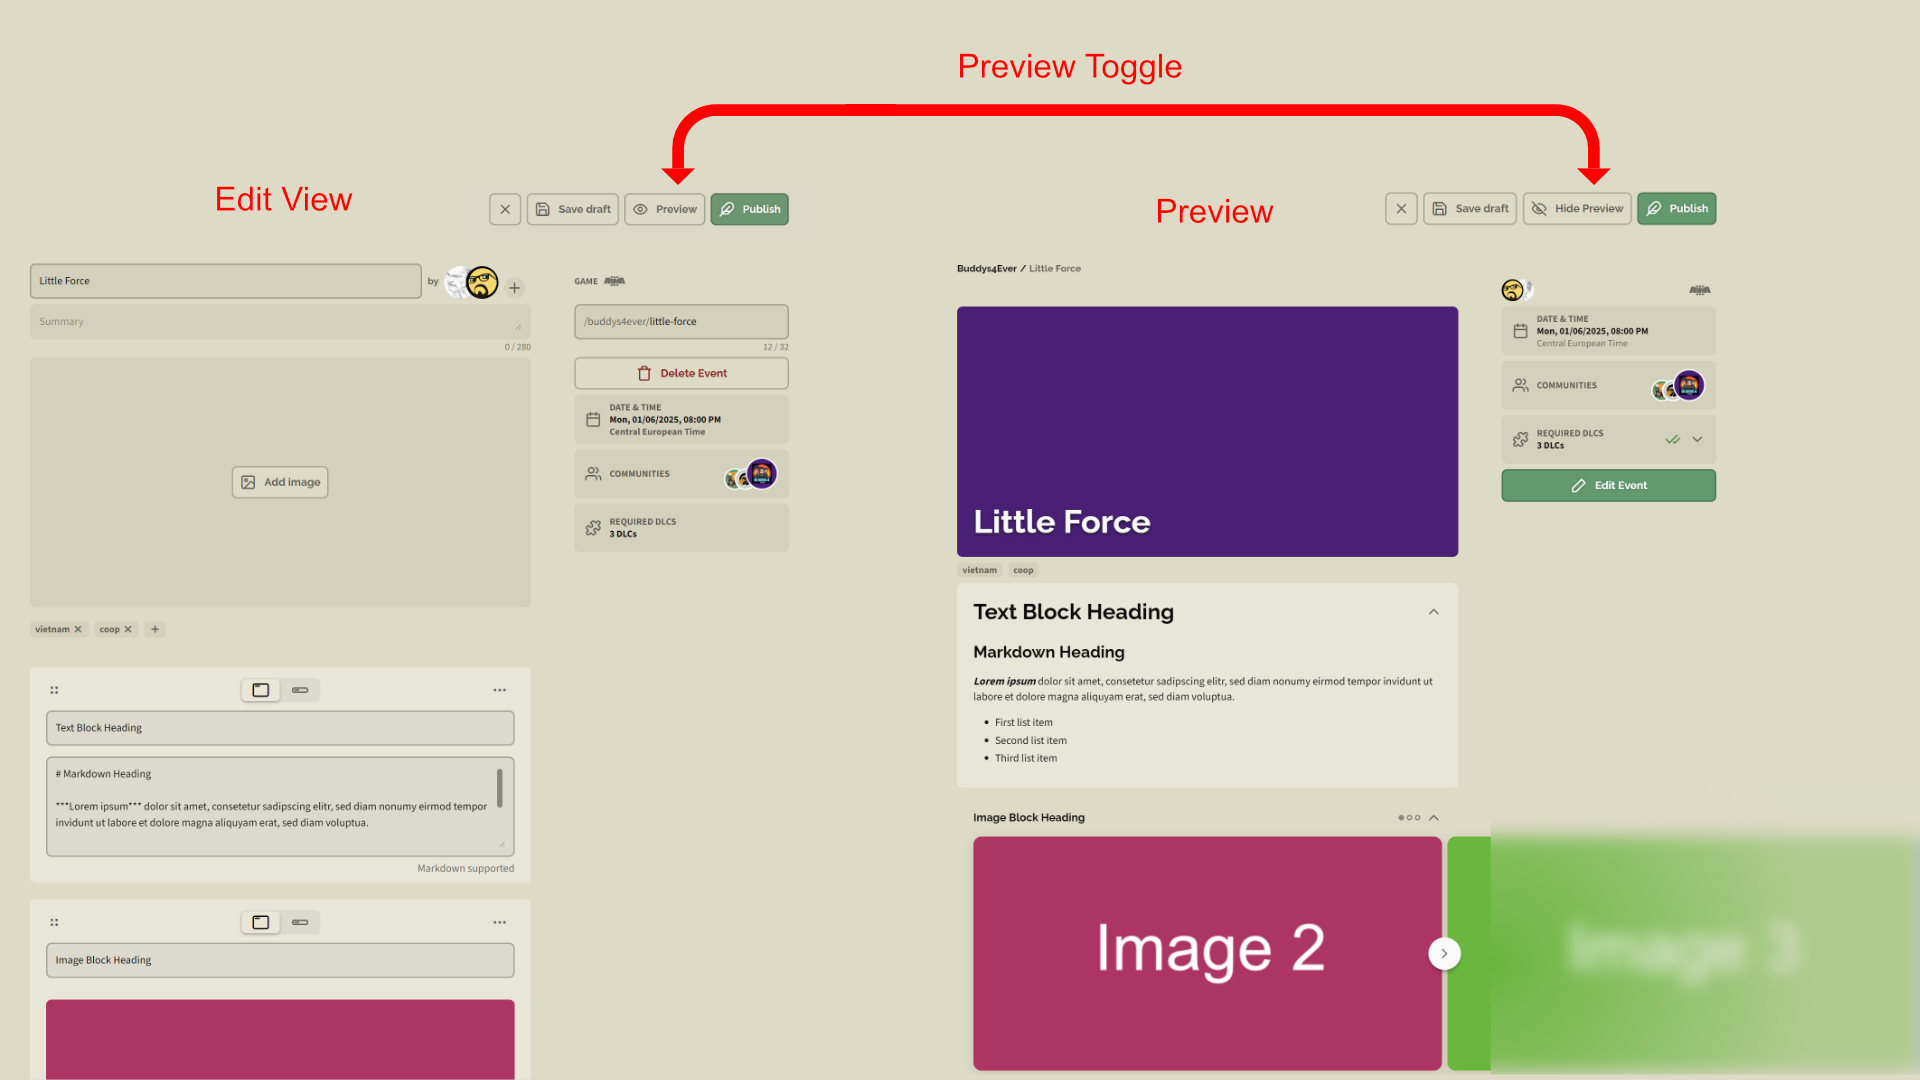 Preview Toggle
Edit View
Save draft
Preview
Publish
Little Force
by
Summary
0 / 280
Add image
vietnam
coop
Text Block Heading
# Markdown Heading
***Lorem ipsum*** dolor sit amet, consetetur sadipscing elitr, sed diam nonumy eirmod tempor
invidunt ut labore et dolore magna aliquyam erat, sed diam voluptua.
Markdown supported
Image Block Heading
GAME
/buddys4ever/little-force
12 / 32
Delete Event
DATE & TIME
Mon, 01/06/2025, 08:00 PM
Central European Time
COMMUNITIES
REQUIRED DLCS
3 DLCs
Preview
Save draft
Hide Preview
Publish
Buddys4Ever / Little Force
Little Force
vietnam
coop
Text Block Heading
Markdown Heading
Lorem ipsum dolor sit amet, consetetur sadipscing elitr, sed diam nonumy eirmod tempor invidunt ut
labore et dolore magna aliquyam erat, sed diam voluptua.
• First list item
• Second list item
• Third list item
Image Block Heading
Image 2
Image 3
DATE & TIME
Mon, 01/06/2025, 08:00 PM
Central European Time
COMMUNITIES
REQUIRED DLCS
3 DLCs
Edit Event